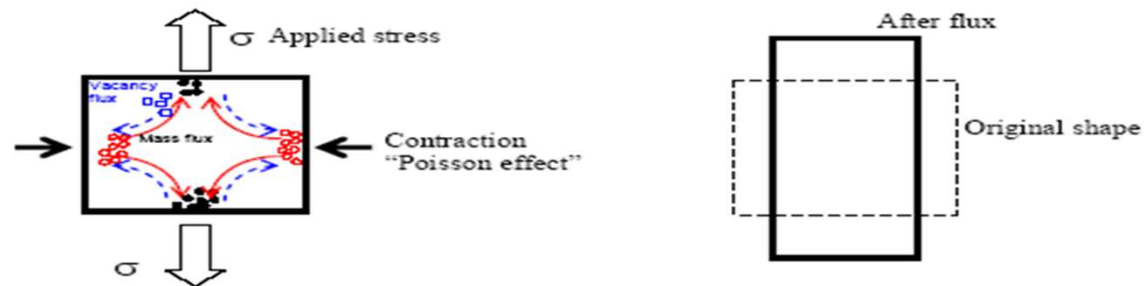 After flux
σ Applied stress
Vacancy
flux
Mass flux
Contraction
“Poisson effect”
Original shape
σ